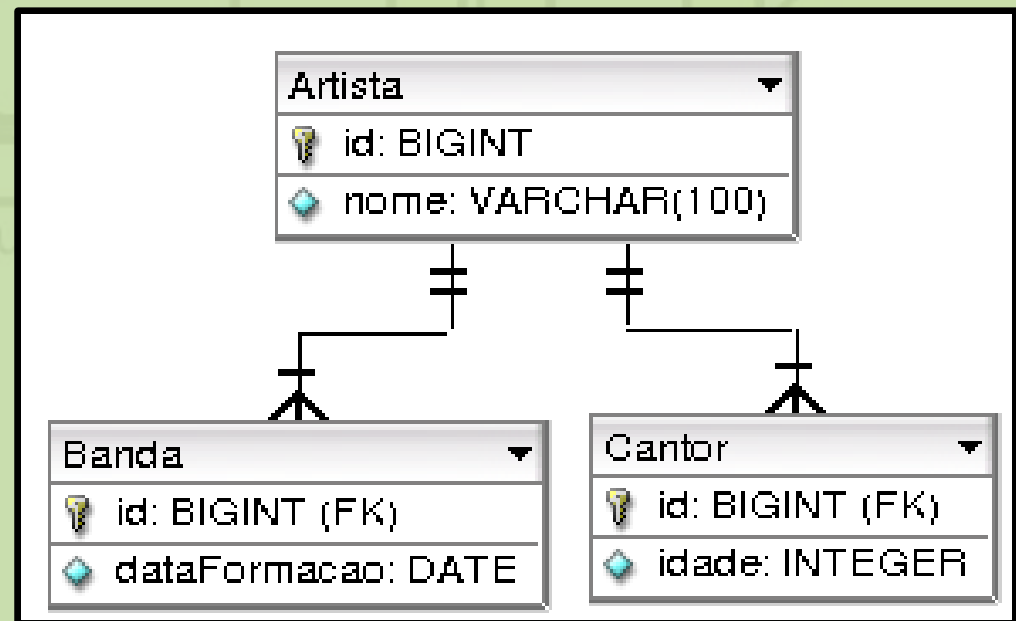 Artista
id: BIGINT
nome: VARCHAR(100)
Banda
id: BIGINT (FK)
dataFormacao: DATE
Cantor
id: BIGINT (FK)
idade: INTEGER